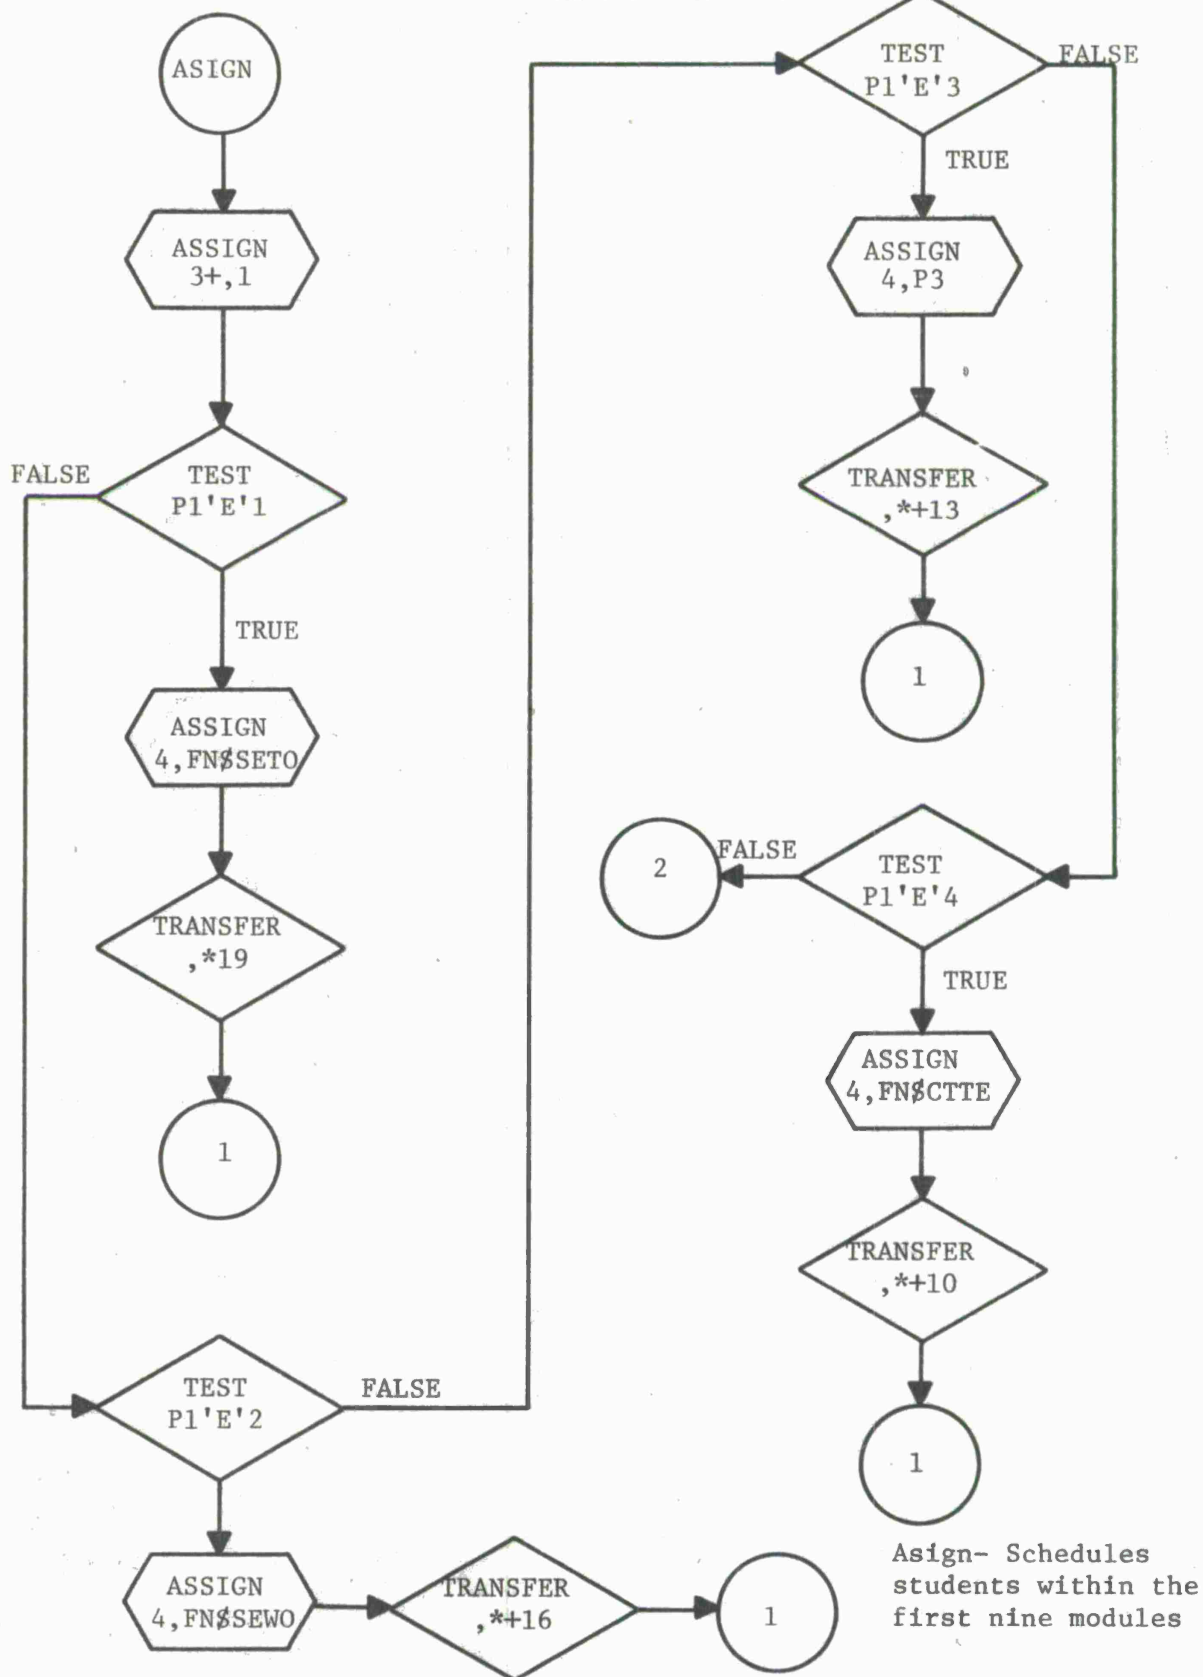 ASIGN
ASSIGN
3+,1
FALSE
TEST
P1'E'1
TRUE
ASSIGN
4,FN$SETO
TRANSFER
,*19
1
TEST
P1'E'2
FALSE
ASSIGN
4,FN$SEWO
TRANSFER
,*+16
1
TEST
P1'E'3
FALSE
TRUE
ASSIGN
4,P3
TRANSFER
,*+13
1
2
FALSE
TEST
P1'E'4
TRUE
ASSIGN
4,FN$CTTE
TRANSFER
,*+10
1
Asign- Schedules
students within the
first nine modules